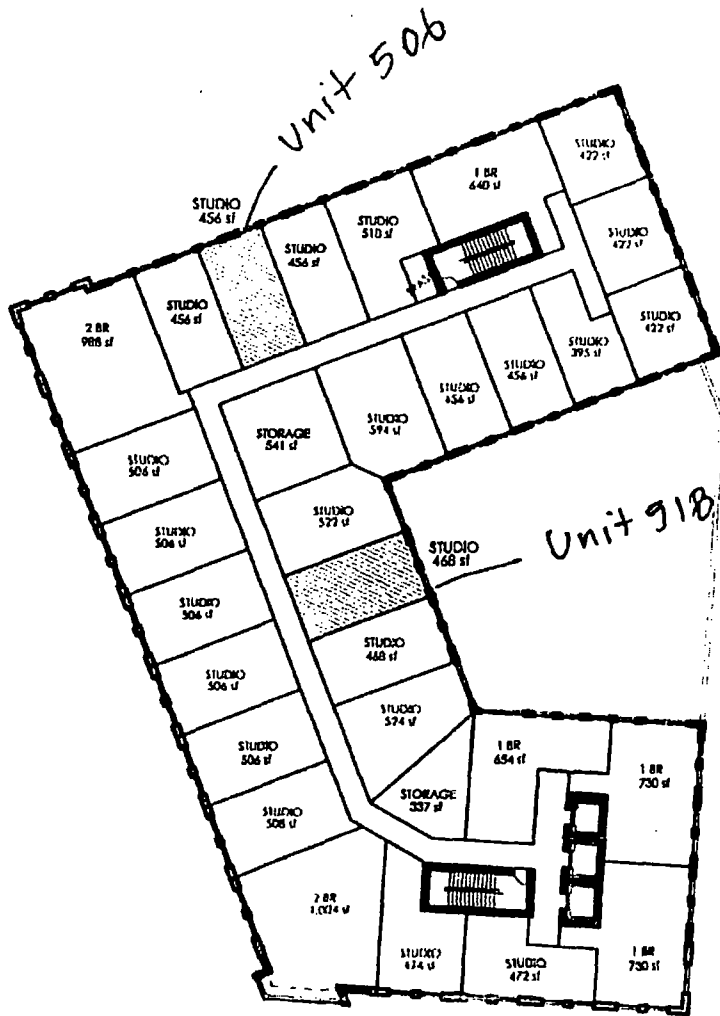 Unit 506
STUDIO
422 sf
1 BR
640 sf
STUDIO
456 sf
STUDIO
510 sf
STUDIO
456 sf
STUDIO
422 sf
STUDIO
456 sf
2 BR
988 sf
STUDIO
422 sf
STUDIO
395 sf
STUDIO
456 sf
STUDIO
456 sf
STUDIO
594 sf
STORAGE
541 sf
STUDIO
506 sf
STUDIO
522 sf
STUDIO
506 sf
Unit 918
STUDIO
468 sf
STUDIO
506 sf
STUDIO
468 sf
STUDIO
506 sf
STUDIO
524 sf
STUDIO
506 sf
1 BR
654 sf
1 BR
730 sf
STORAGE
337 sf
STUDIO
508 sf
2 BR
1,004 sf
STUDIO
STUDIO
472 sf
1 BR
730 sf